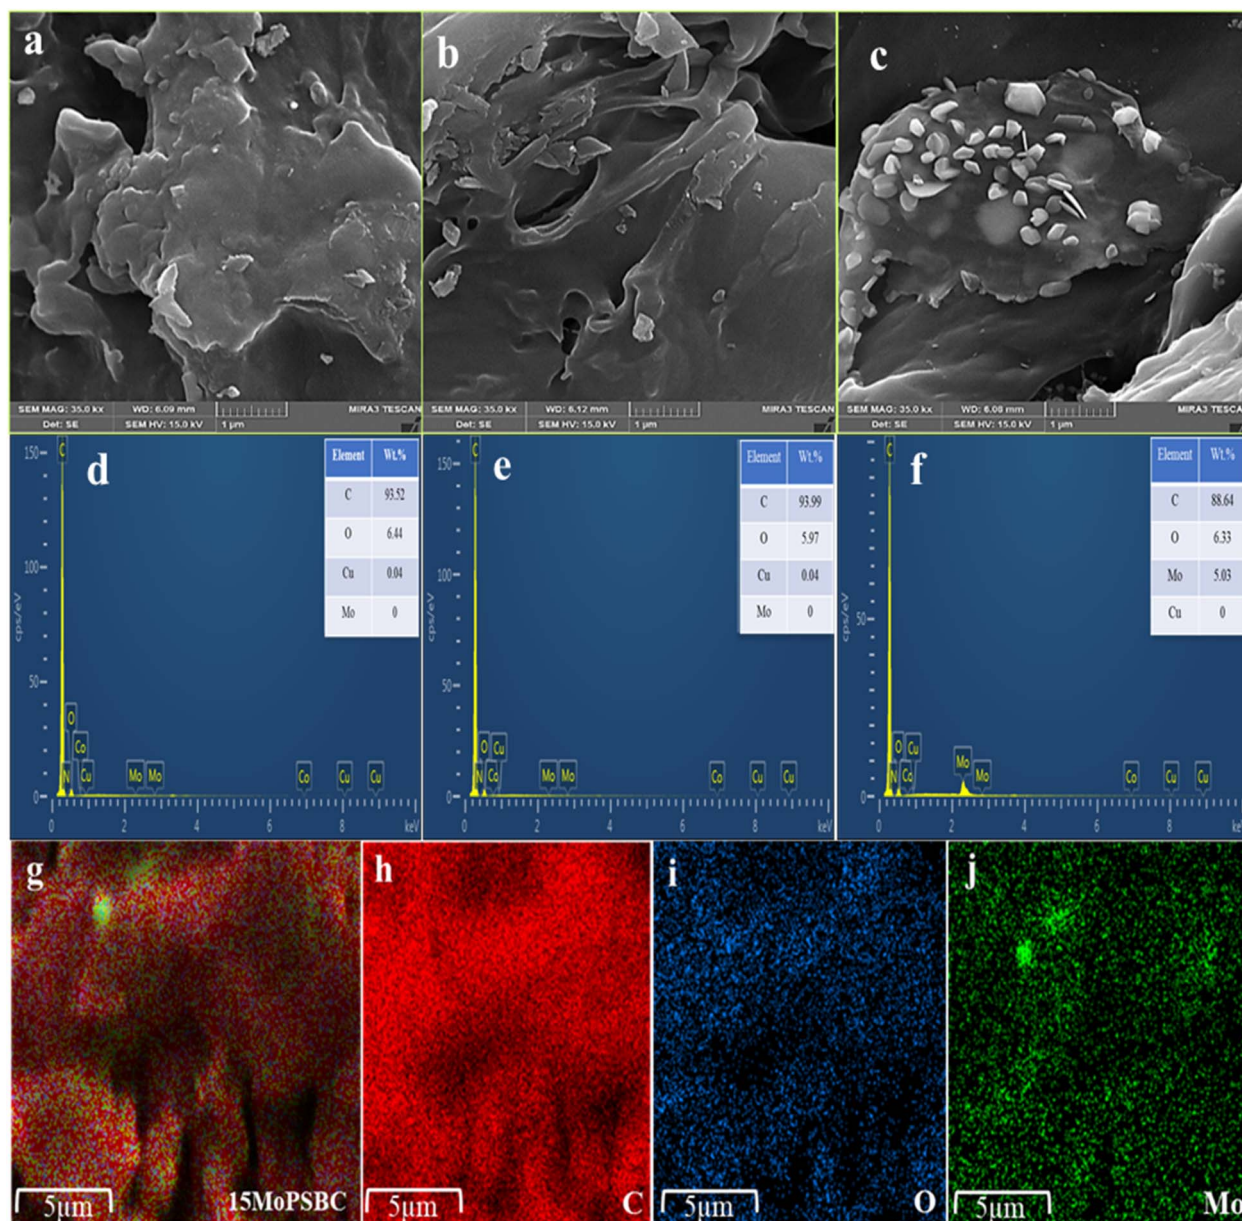 a
b
c
SEM MAG: 35.0 kx WD: 6.09 mm MIRA3 TESCAN
Det: SE SEM HV: 15.0 kV 1 µm
SEM MAG: 35.0 kx WD: 6.12 mm MIRA3 TESCAN
Det: SE SEM HV: 15.0 kV 1 µm
SEM MAG: 35.0 kx WD: 6.08 mm MIRA3 TESCAN
Det: SE SEM HV: 15.0 kV 1 µm
d
Element Wt.%
C 93.52
O 6.44
Cu 0.04
Mo 0
cps/eV
150
100
50
0
C
O
Co
N Cu Mo Mo Co Cu Cu
0 2 4 6 8 keV
e
Element Wt.%
C 93.99
O 5.97
Cu 0.04
Mo 0
cps/eV
150
100
50
0
C
O Cu
N Co Mo Mo Co Cu Cu
0 2 4 6 8 keV
f
Element Wt.%
C 88.64
O 6.33
Mo 5.03
Cu 0
cps/eV
50
0
C
O Cu Mo
N Co Mo Co Cu Cu
0 2 4 6 8 keV
g
5µm
15MoPSBC
h
5µm
C
i
5µm
O
j
5µm
Mo